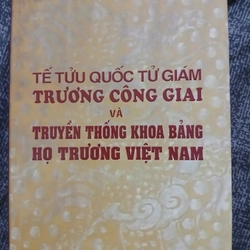 TẾ TỬU QUỐC TỬ GIÁM
TRƯƠNG CÔNG GIAI
VÀ
TRUYỀN THỐNG KHOA BẢNG
HỌ TRƯƠNG VIỆT NAM